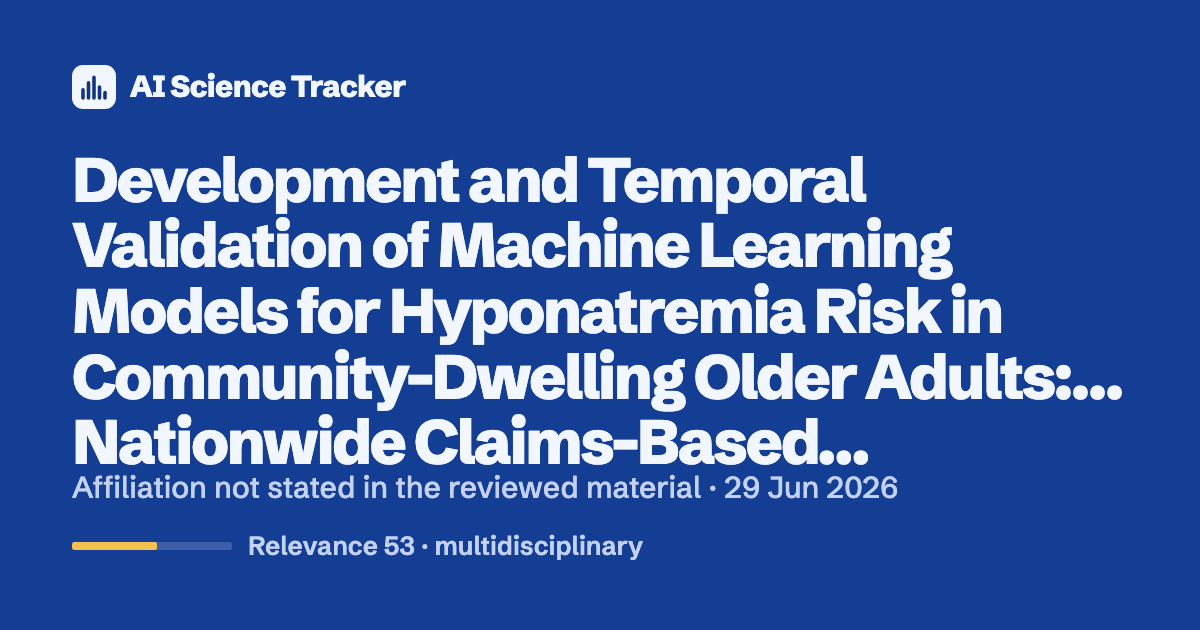 AI Science Tracker
Development and Temporal
Validation of Machine Learning
Models for Hyponatremia Risk in
Community-Dwelling Older Adults:...
Nationwide Claims-Based...
Affiliation not stated in the reviewed material · 29 Jun 2026
Relevance 53 · multidisciplinary